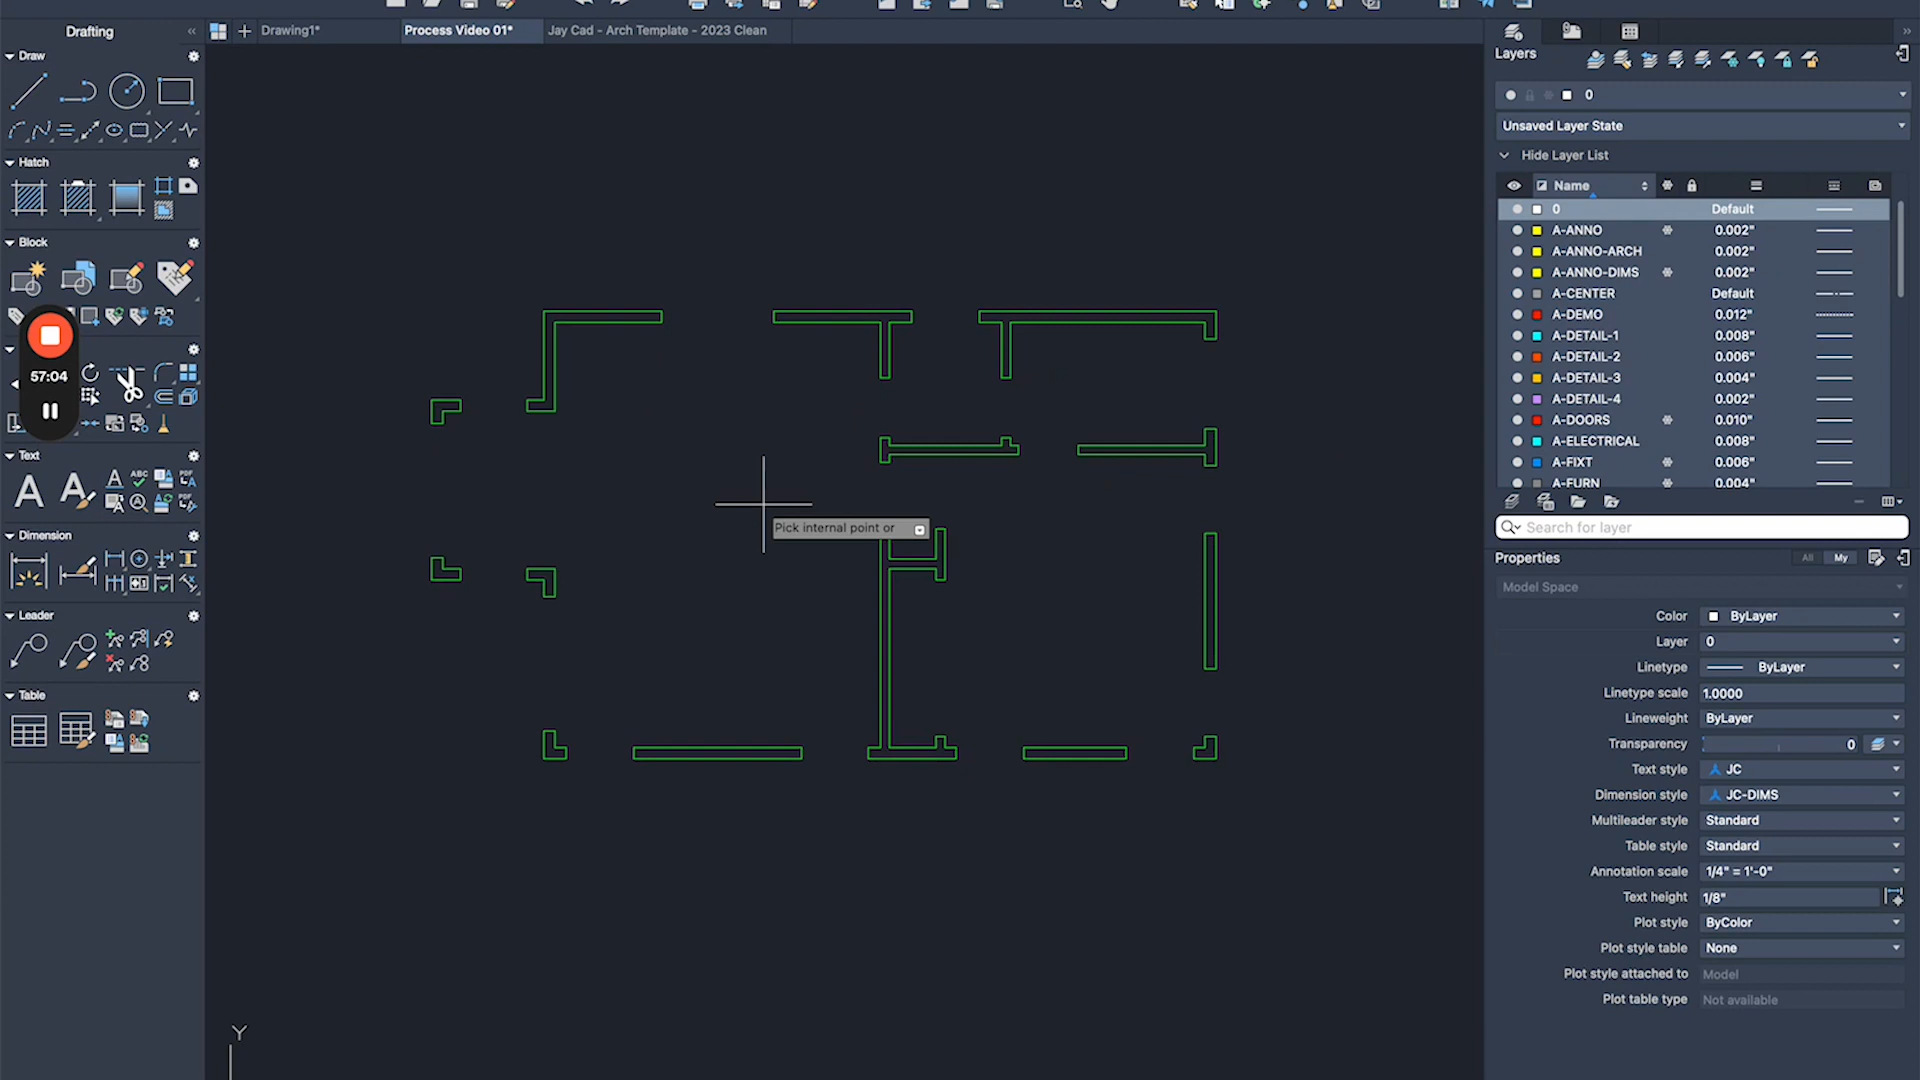 Drafting
Drawing1*
Process Video 01*
Jay Cad - Arch Template - 2023 Clean
Draw
Hatch
Block
57:04
Text
Dimension
Leader
Table
Pick internal point or
Y
Layers
0
Unsaved Layer State
Hide Layer List
Name
0 Default
A-ANNO 0.002"
A-ANNO-ARCH 0.002"
A-ANNO-DIMS 0.002"
A-CENTER Default
A-DEMO 0.012"
A-DETAIL-1 0.008"
A-DETAIL-2 0.006"
A-DETAIL-3 0.004"
A-DETAIL-4 0.002"
A-DOORS 0.010"
A-ELECTRICAL 0.008"
A-FIXT 0.006"
A-FURN 0.004"
Search for layer
Properties All My
Model Space
Color ByLayer
Layer 0
Linetype ByLayer
Linetype scale 1.0000
Lineweight ByLayer
Transparency 0
Text style JC
Dimension style JC-DIMS
Multileader style Standard
Table style Standard
Annotation scale 1/4" = 1'-0"
Text height 1/8"
Plot style ByColor
Plot style table None
Plot style attached to Model
Plot table type Not available